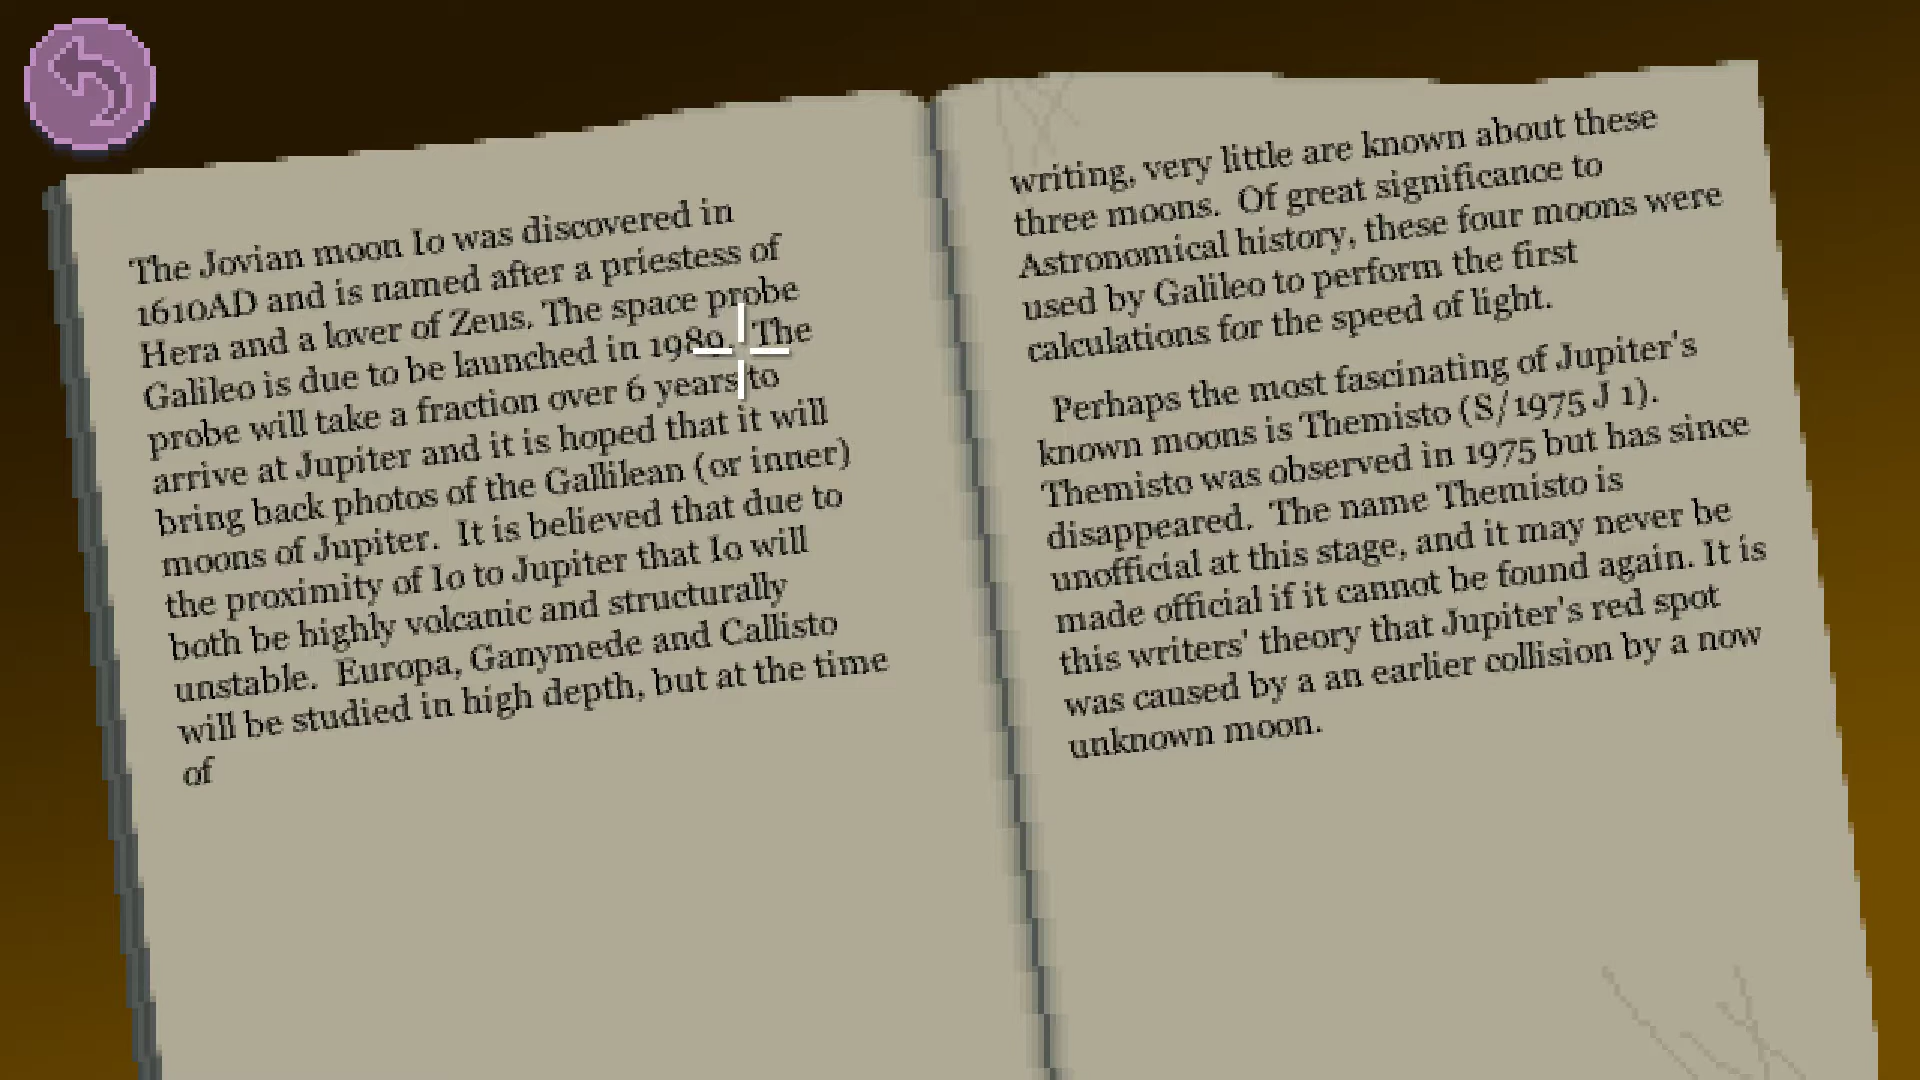 The Jovian moon Io was discovered in
1610AD and is named after a priestess of
Hera and a lover of Zeus. The space probe
Galileo is due to be launched in 1989. The
probe will take a fraction over 6 years to
arrive at Jupiter and it is hoped that it will
bring back photos of the Gallilean (or inner)
moons of Jupiter. It is believed that due to
the proximity of Io to Jupiter that Io will
both be highly volcanic and structurally
unstable. Europa, Ganymede and Callisto
will be studied in high depth, but at the time
of
writing, very little are known about these
three moons. Of great significance to
Astronomical history, these four moons were
used by Galileo to perform the first
calculations for the speed of light.
Perhaps the most fascinating of Jupiter's
known moons is Themisto (S/1975 J 1).
Themisto was observed in 1975 but has since
disappeared. The name Themisto is
unofficial at this stage, and it may never be
made official if it cannot be found again. It is
this writers' theory that Jupiter's red spot
was caused by a an earlier collision by a now
unknown moon.